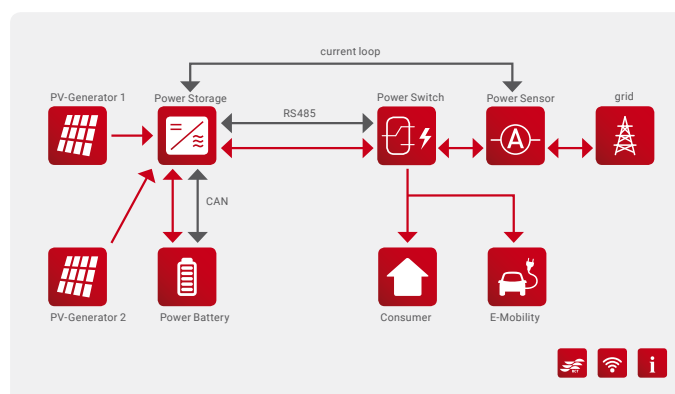 current loop
PV-Generator 1
Power Storage
Power Switch
Power Sensor
grid
RS485
A
CAN
PV-Generator 2
Power Battery
Consumer
E-Mobility
i